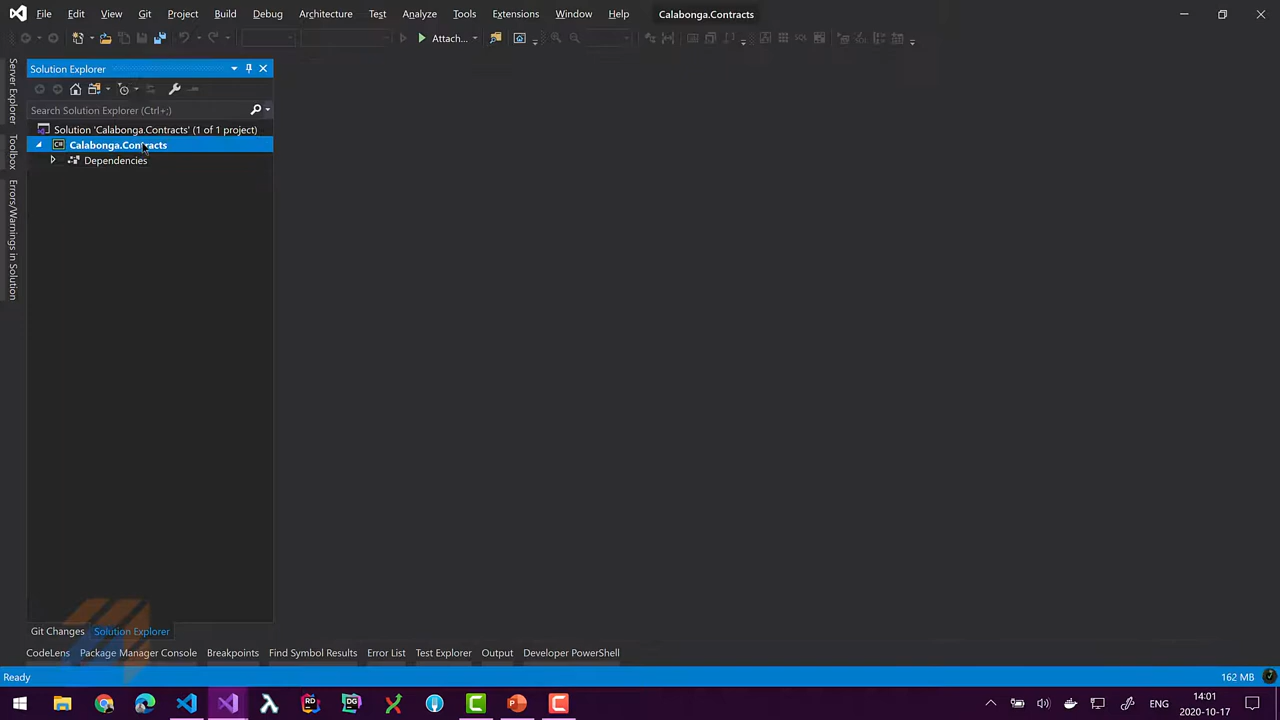 File Edit View Git Project Build Debug Architecture Test Analyze Tools Extensions Window Help Calabonga.Contracts
Attach...
Server Explorer
Toolbox
Errors/Warnings in Solution
Solution Explorer
Search Solution Explorer (Ctrl+;)
Solution 'Calabonga.Contracts' (1 of 1 project)
C# Calabonga.Contracts
Dependencies
Git Changes Solution Explorer
CodeLens Package Manager Console Breakpoints Find Symbol Results Error List Test Explorer Output Developer PowerShell
Ready 162 MB
RD DG C P C ENG 14:01
2020-10-17